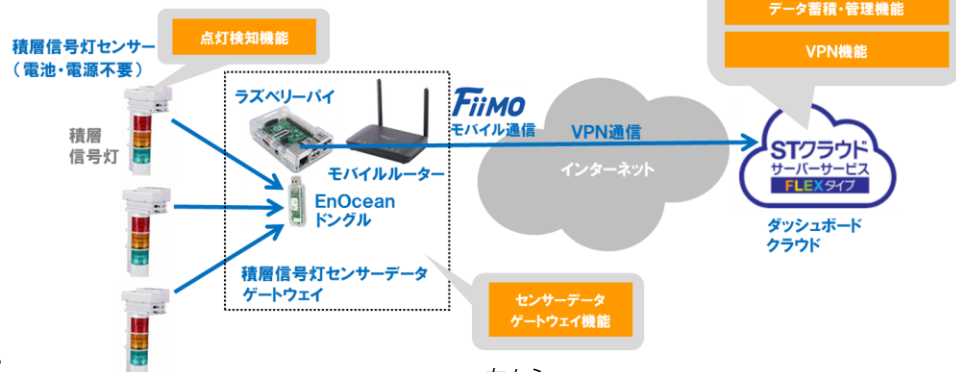 データ蓄積・管理機能
VPN機能
点灯検知機能
積層信号灯センサー
（電池・電源不要）
積層
信号灯
ラズベリーパイ
モバイルルーター
EnOcean
ドングル
積層信号灯センサーデータ
ゲートウェイ
FiiMO
モバイル通信
VPN通信
インターネット
センサーデータ
ゲートウェイ機能
STクラウド
サーバーサービス
FLEXタイプ
ダッシュボード
クラウド